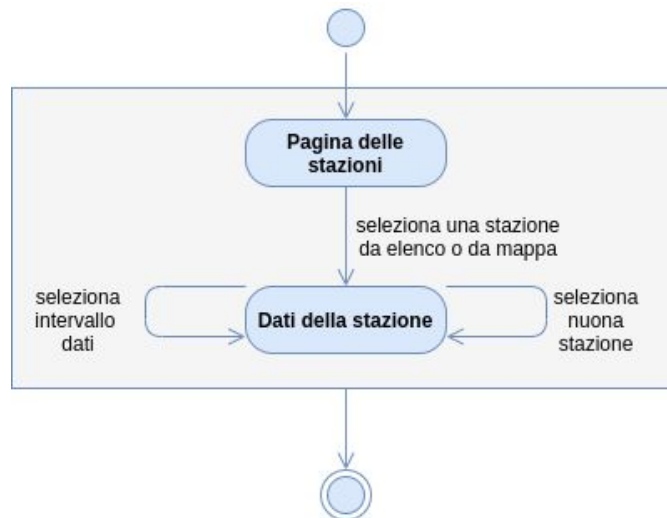 Pagina delle
stazioni
seleziona una stazione
da elenco o da mappa
seleziona
intervallo
dati
Dati della stazione
seleziona
nuona
stazione